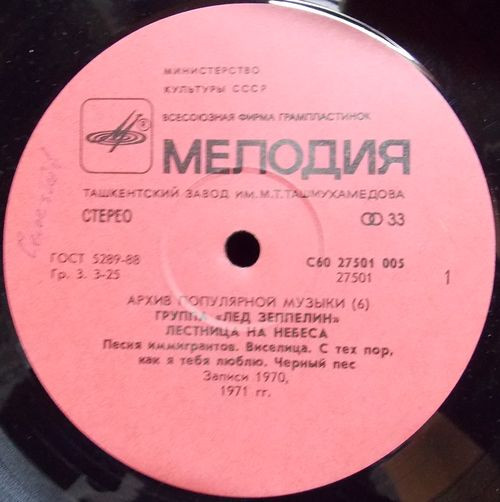 МИНИСТЕРСТВО
КУЛЬТУРЫ СССР
ВСЕСОЮЗНАЯ ФИРМА ГРАМПЛАСТИНОК
®
МЕЛОДИЯ
ТАШКЕНТСКИЙ ЗАВОД ИМ. М.Т. ТАШМУХАМЕДОВА
СТЕРЕО 33
ГОСТ 5289-88 С60 27501 005
Гр. 3. 3-25 27501 1
АРХИВ ПОПУЛЯРНОЙ МУЗЫКИ (6)
ГРУППА «ЛЕД ЗЕППЕЛИН»
ЛЕСТНИЦА НА НЕБЕСА
Песня иммигрантов. Виселица. С тех пор,
как я тебя люблю. Черный пес
Записи 1970,
1971 гг.